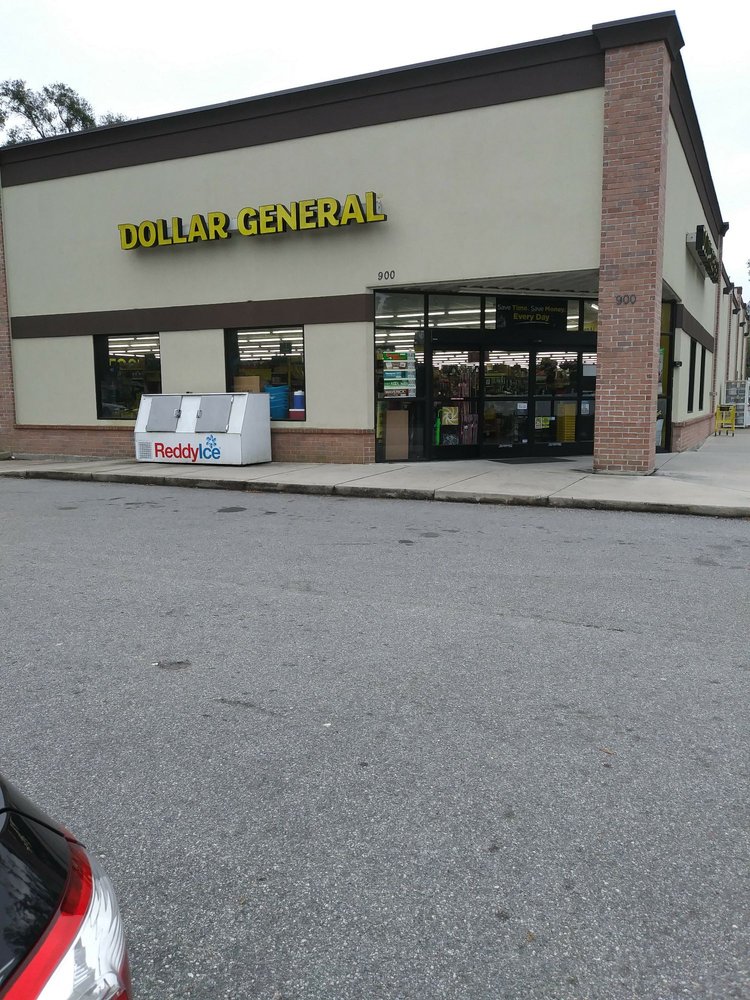 DOLLAR GENERAL
900
900
Save Time. Save Money.
Every Day
ReddyIce